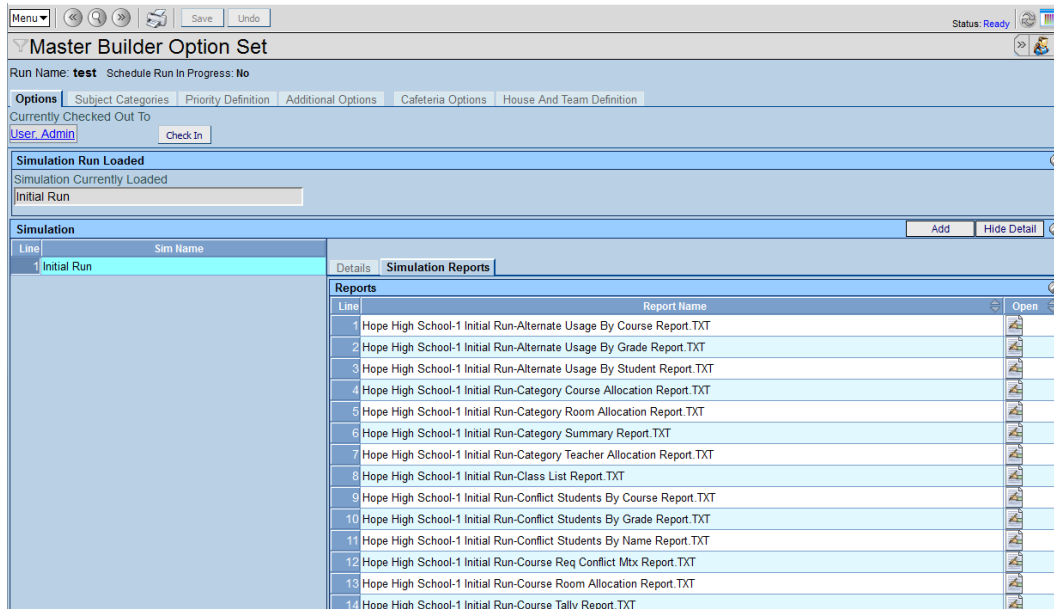 Menu Save Undo Status: Ready
Master Builder Option Set
Run Name: test Schedule Run In Progress: No
Options Subject Categories Priority Definition Additional Options Cafeteria Options House And Team Definition
Currently Checked Out To
User, Admin Check In
Simulation Run Loaded
Simulation Currently Loaded
Initial Run
Simulation Add Hide Detail
Line Sim Name
1 Initial Run
Details Simulation Reports
Reports
Line Report Name Open
1 Hope High School-1 Initial Run-Alternate Usage By Course Report.TXT
2 Hope High School-1 Initial Run-Alternate Usage By Grade Report.TXT
3 Hope High School-1 Initial Run-Alternate Usage By Student Report.TXT
4 Hope High School-1 Initial Run-Category Course Allocation Report.TXT
5 Hope High School-1 Initial Run-Category Room Allocation Report.TXT
6 Hope High School-1 Initial Run-Category Summary Report.TXT
7 Hope High School-1 Initial Run-Category Teacher Allocation Report.TXT
8 Hope High School-1 Initial Run-Class List Report.TXT
9 Hope High School-1 Initial Run-Conflict Students By Course Report.TXT
10 Hope High School-1 Initial Run-Conflict Students By Grade Report.TXT
11 Hope High School-1 Initial Run-Conflict Students By Name Report.TXT
12 Hope High School-1 Initial Run-Course Req Conflict Mtx Report.TXT
13 Hope High School-1 Initial Run-Course Room Allocation Report.TXT
14 Hope High School-1 Initial Run-Course Tally Report.TXT